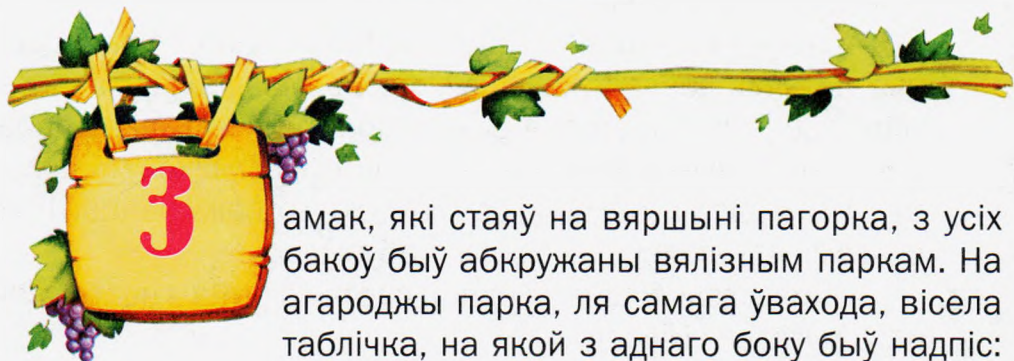 Замак, які стаяў на вяршыні пагорка, з усіх
бакоў быў абкружаны вялізным паркам. На
агароджы парка, ля самага ўвахода, вісела
таблічка, на якой з аднаго боку быў надпіс: